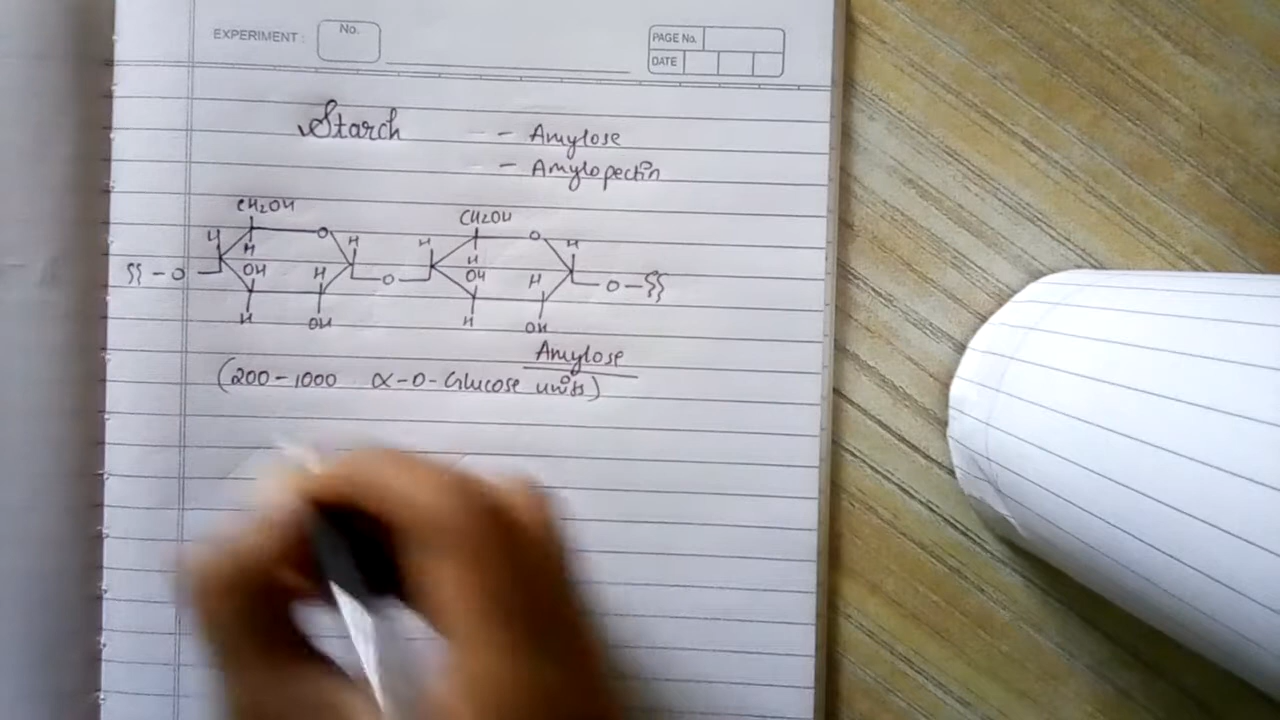 EXPERIMENT : No.
PAGE No.
DATE
Starch - Amylose
- Amylopectin
CH2OH CH2OH
H O H H O H
H H
O OH H O OH H O
H OH H OH
Amylose
(200-1000 α-D-Glucose units)